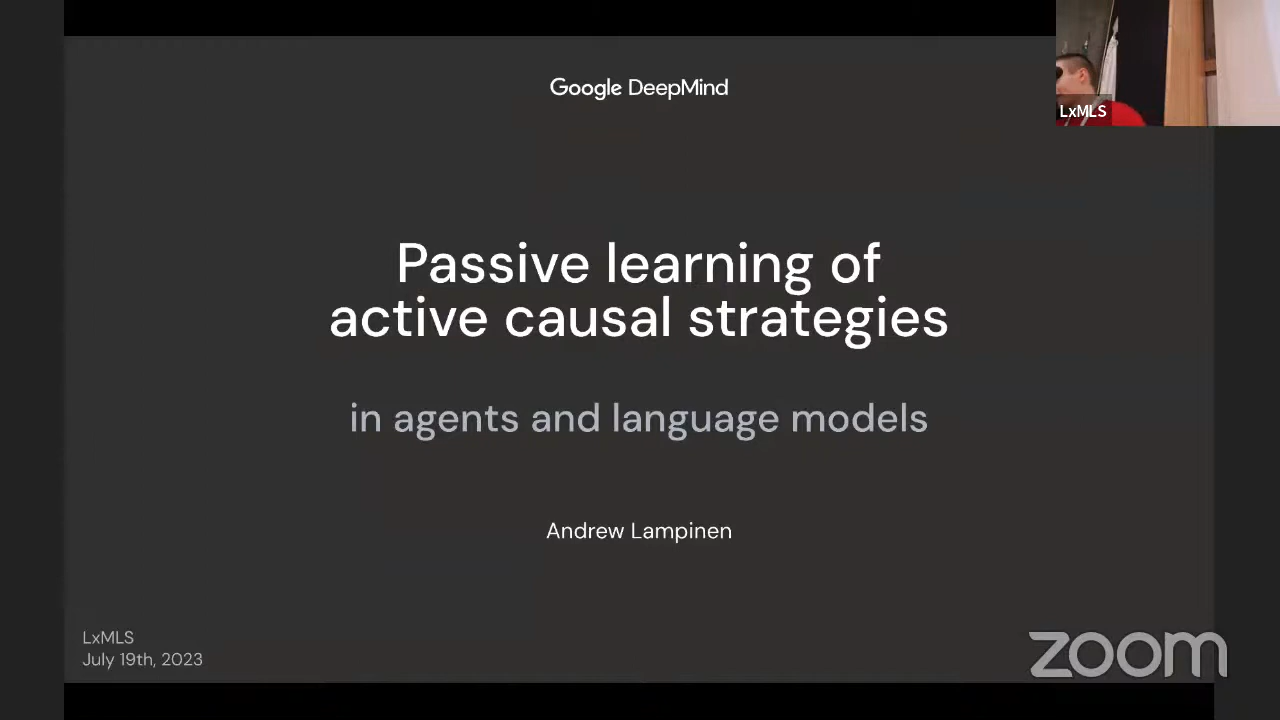 Google DeepMind
LxMLS
Passive learning of
active causal strategies
in agents and language models
Andrew Lampinen
LxMLS
July 19th, 2023
zoom